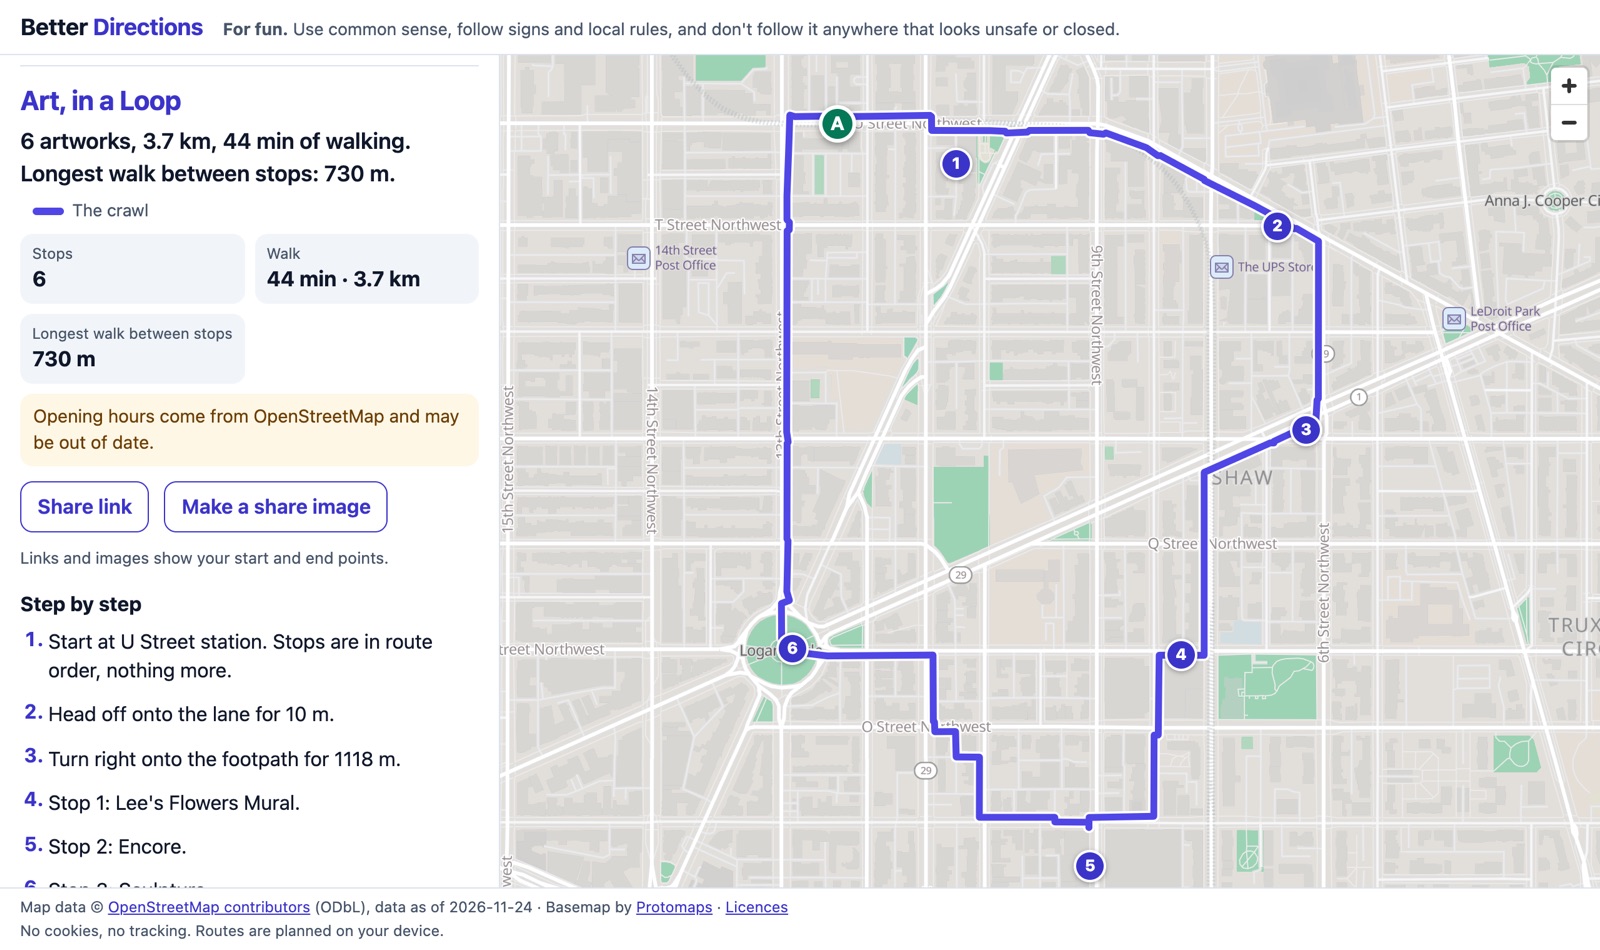 Better Directions
For fun. Use common sense, follow signs and local rules, and don't follow it anywhere that looks unsafe or closed.
Art, in a Loop
6 artworks, 3.7 km, 44 min of walking.
Longest walk between stops: 730 m.
The crawl
Stops
6
Walk
44 min · 3.7 km
Longest walk between stops
730 m
Opening hours come from OpenStreetMap and may
be out of date.
Share link
Make a share image
Links and images show your start and end points.
Step by step
1. Start at U Street station. Stops are in route
order, nothing more.
2. Head off onto the lane for 10 m.
3. Turn right onto the footpath for 1118 m.
4. Stop 1: Lee's Flowers Mural.
5. Stop 2: Encore.
A
U Street Northwest
1
+
−
Anna J. Cooper Ci
T Street Northwest
2
14th Street
Post Office
The UPS Store
9th Street Northwest
LeDroit Park
Post Office
9
1
13th Street Northwest
15th Street Northwest
14th Street Northwest
3
SHAW
Q Street Northwest
29
6th Street Northwest
TRUX
CIRC
treet Northwest
Logan
6
4
O Street Northwest
29
5
west
Map data © OpenStreetMap contributors (ODbL), data as of 2026-11-24 · Basemap by Protomaps · Licences
No cookies, no tracking. Routes are planned on your device.